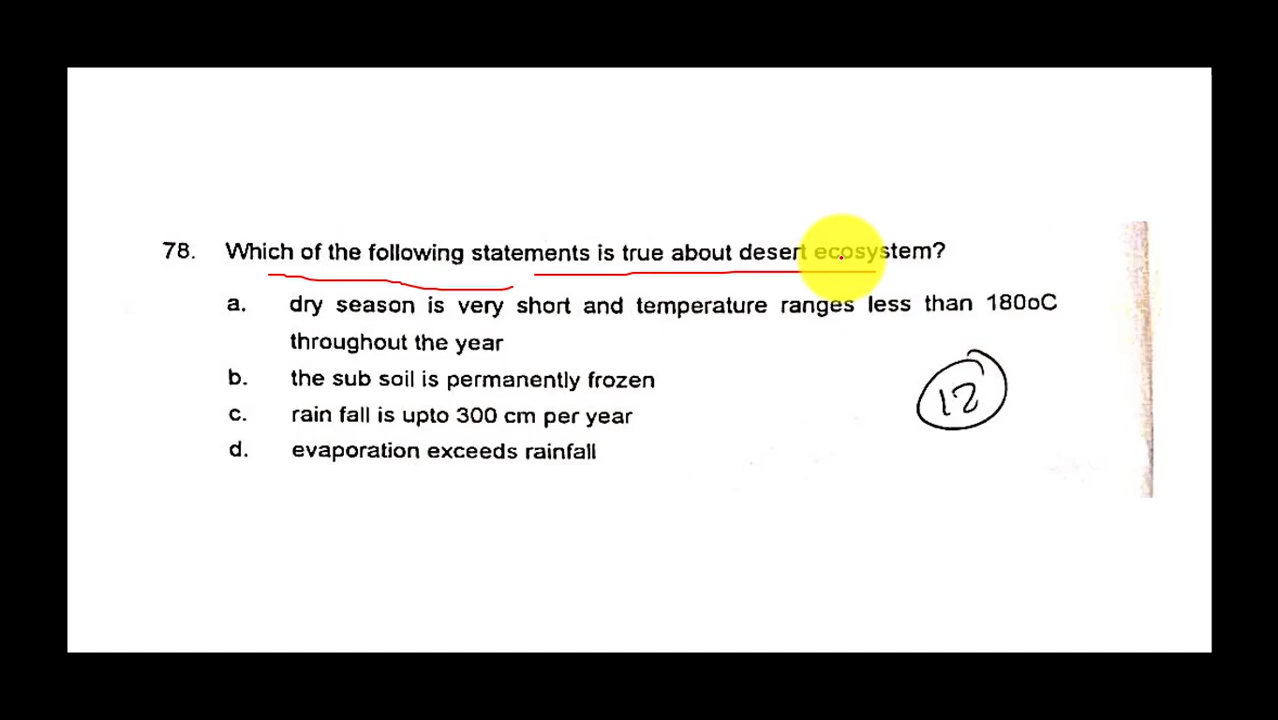 78. Which of the following statements is true about desert ecosystem?
a. dry season is very short and temperature ranges less than 180oC
throughout the year
b. the sub soil is permanently frozen
12
c. rain fall is upto 300 cm per year
d. evaporation exceeds rainfall